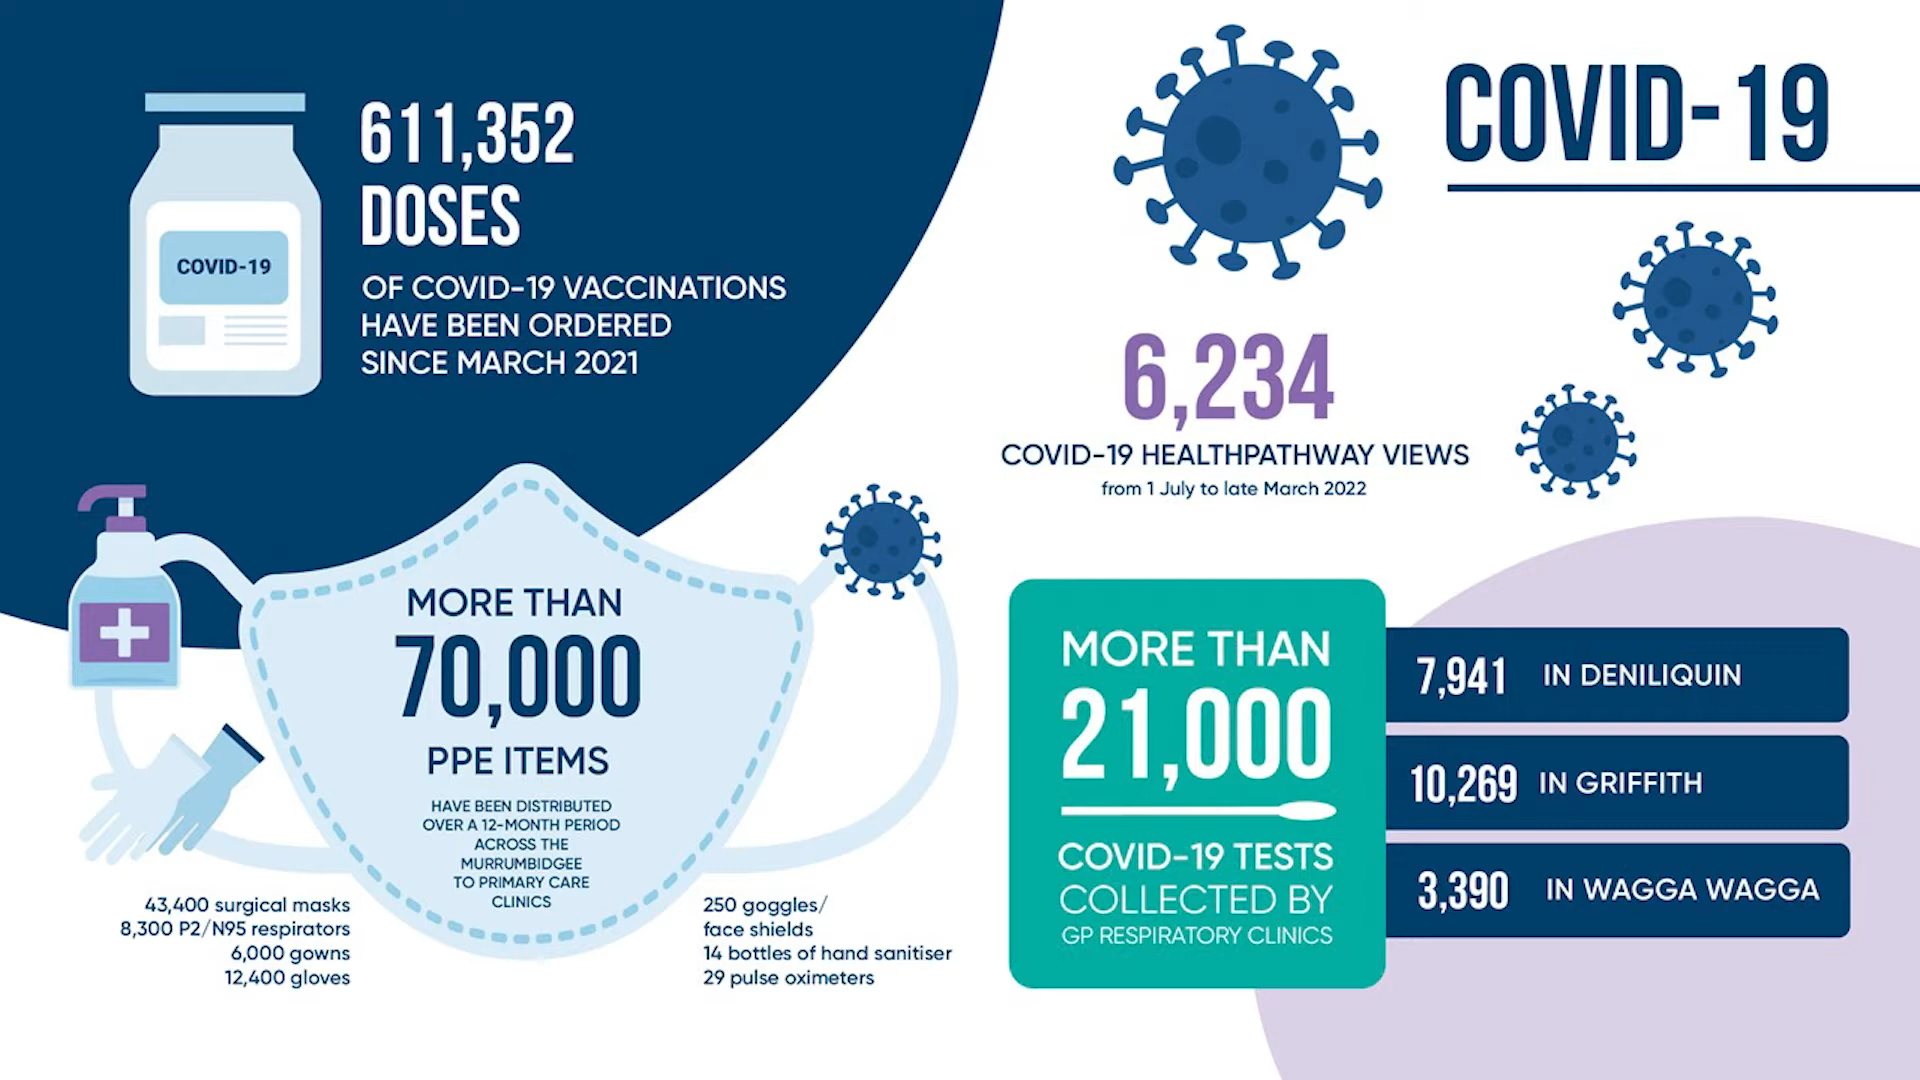 COVID-19
611,352
DOSES
OF COVID-19 VACCINATIONS
HAVE BEEN ORDERED
SINCE MARCH 2021
COVID-19
6,234
COVID-19 HEALTHPATHWAY VIEWS
from 1 July to late March 2022
MORE THAN
70,000
PPE ITEMS
HAVE BEEN DISTRIBUTED
OVER A 12-MONTH PERIOD
ACROSS THE
MURRUMBIDGEE
TO PRIMARY CARE
CLINICS
43,400 surgical masks
8,300 P2/N95 respirators
6,000 gowns
12,400 gloves
250 goggles/
face shields
14 bottles of hand sanitiser
29 pulse oximeters
MORE THAN
21,000
COVID-19 TESTS
COLLECTED BY
GP RESPIRATORY CLINICS
7,941 IN DENILIQUIN
10,269 IN GRIFFITH
3,390 IN WAGGA WAGGA